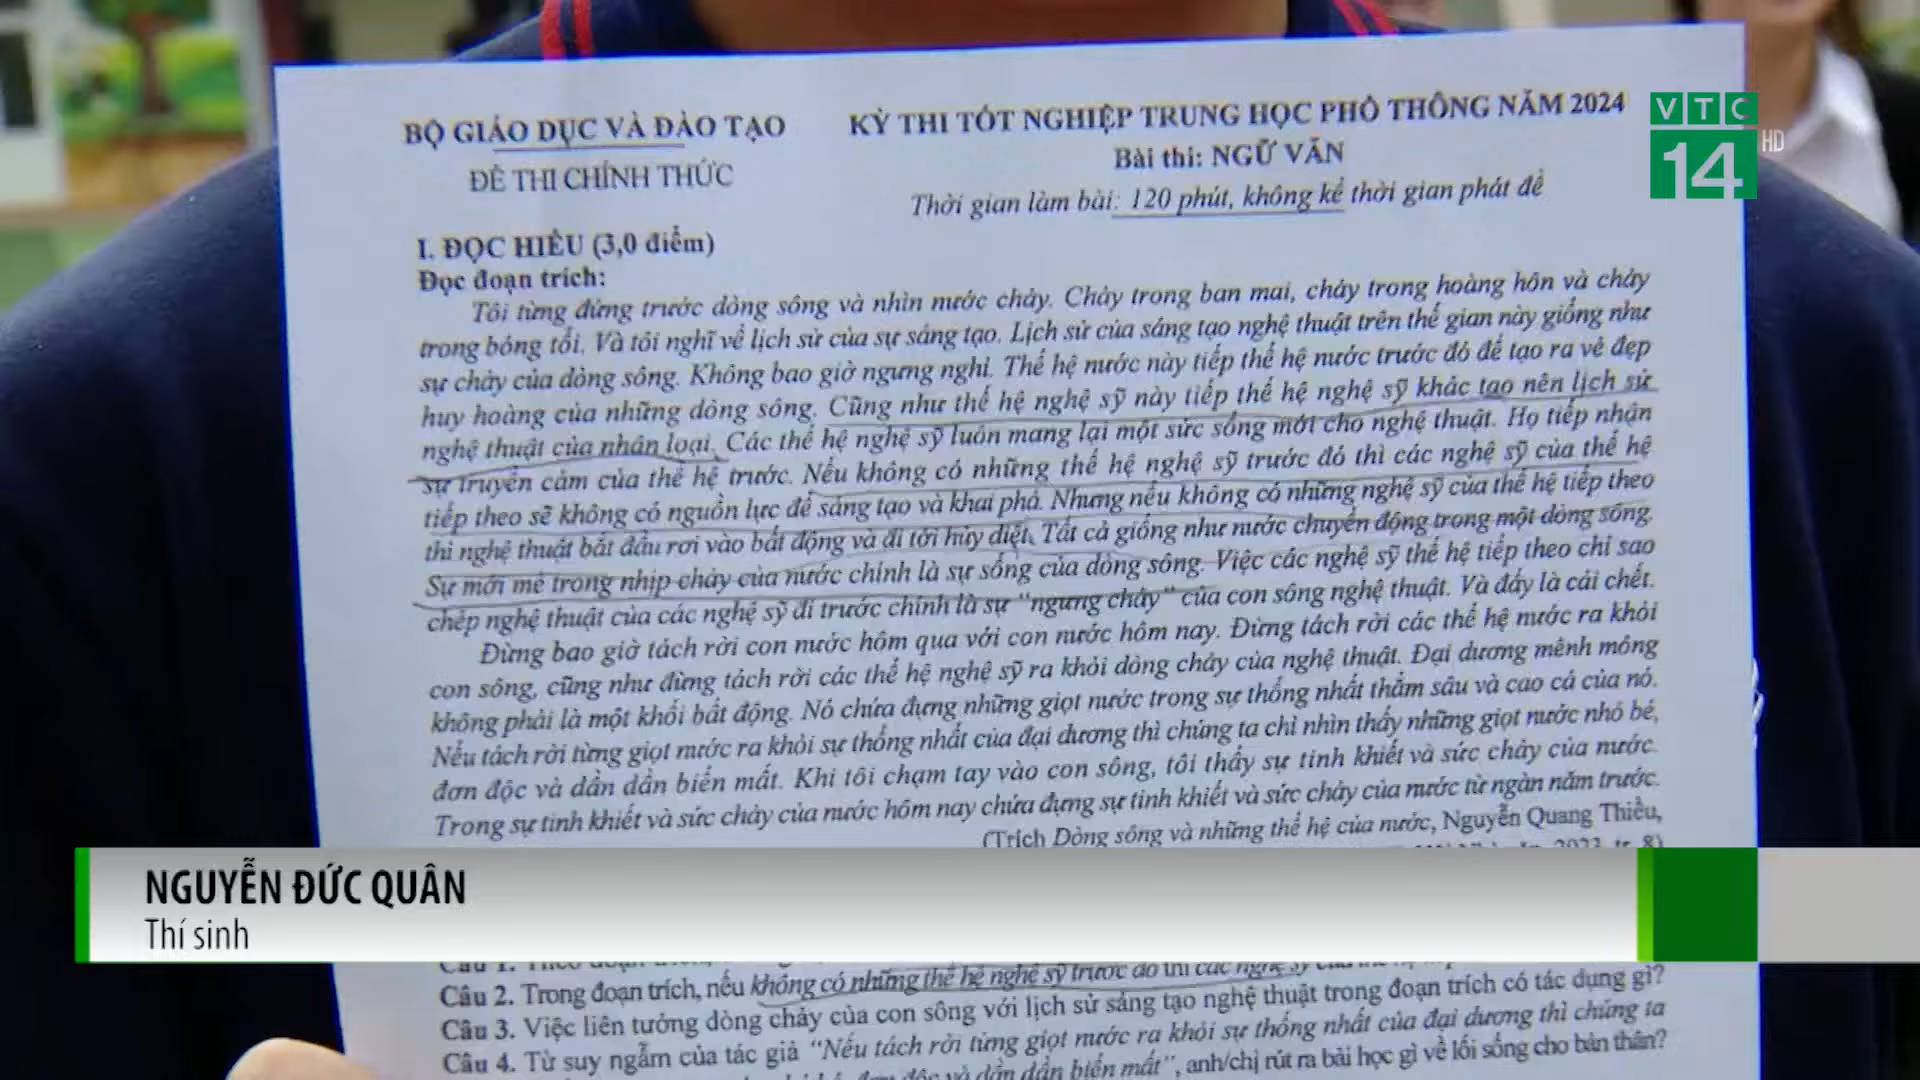 BỘ GIÁO DỤC VÀ ĐÀO TẠO
ĐỀ THI CHÍNH THỨC
KỲ THI TỐT NGHIỆP TRUNG HỌC PHỔ THÔNG NĂM 2024
Bài thi: NGỮ VĂN
Thời gian làm bài: 120 phút, không kể thời gian phát đề
VTC
14
HD
I. ĐỌC HIỂU (3,0 điểm)
Đọc đoạn trích:
Tôi từng đứng trước dòng sông và nhìn nước chảy. Chảy trong ban mai, chảy trong hoàng hôn và chảy
trong bóng tối. Và tôi nghĩ về lịch sử của sự sáng tạo. Lịch sử của sáng tạo nghệ thuật trên thế gian này giống như
sự chảy của dòng sông. Không bao giờ ngưng nghỉ. Thế hệ nước này tiếp thế hệ nước trước đó để tạo ra vẻ đẹp
huy hoàng của những dòng sông. Cũng như thế hệ nghệ sỹ này tiếp thế hệ nghệ sỹ khác tạo nên lịch sử
nghệ thuật của nhân loại. Các thế hệ nghệ sỹ luôn mang lại một sức sống mới cho nghệ thuật. Họ tiếp nhận
sự truyền cảm của thế hệ trước. Nếu không có những thế hệ nghệ sỹ trước đó thì các nghệ sỹ của thế hệ
tiếp theo sẽ không có nguồn lực để sáng tạo và khai phá. Nhưng nếu không có những nghệ sỹ của thế hệ tiếp theo
thì nghệ thuật bắt đầu rơi vào bất động và đi tới hủy diệt. Tất cả giống như nước chuyển động trong một dòng sông.
Sự mới mẻ trong nhịp chảy của nước chính là sự sống của dòng sông. Việc các nghệ sỹ thế hệ tiếp theo chỉ sao
chép nghệ thuật của các nghệ sỹ đi trước chính là sự "ngưng chảy" của con sông nghệ thuật. Và đấy là cái chết.
Đừng bao giờ tách rời con nước hôm qua với con nước hôm nay. Đừng tách rời các thế hệ nước ra khỏi
con sông, cũng như đừng tách rời các thế hệ nghệ sỹ ra khỏi dòng chảy của nghệ thuật. Đại dương mênh mông
không phải là một khối bất động. Nó chứa đựng những giọt nước trong sự thống nhất thẳm sâu và cao cả của nó.
Nếu tách rời từng giọt nước ra khỏi sự thống nhất của đại dương thì chúng ta chỉ nhìn thấy những giọt nước nhỏ bé,
đơn độc và dần dần biến mất. Khi tôi chạm tay vào con sông, tôi thấy sự tinh khiết và sức chảy của nước.
Trong sự tinh khiết và sức chảy của nước hôm nay chứa đựng sự tinh khiết và sức chảy của nước từ ngàn năm trước.
(Trích Dòng sông và những thế hệ của nước, Nguyễn Quang Thiều,
tr. 8)
NGUYỄN ĐỨC QUÂN
Thí sinh
Câu 1. Theo đoạn
Câu 2. Trong đoạn trích, nếu không có những thế hệ nghệ sỹ trước đó thì các nghệ sỹ
Câu 3. Việc liên tưởng dòng chảy của con sông với lịch sử sáng tạo nghệ thuật trong đoạn trích có tác dụng gì?
Câu 4. Từ suy ngẫm của tác giả "Nếu tách rời từng giọt nước ra khỏi sự thống nhất của đại dương thì chúng ta
đơn độc và dần dần biến mất", anh/chị rút ra bài học gì về lối sống cho bản thân?